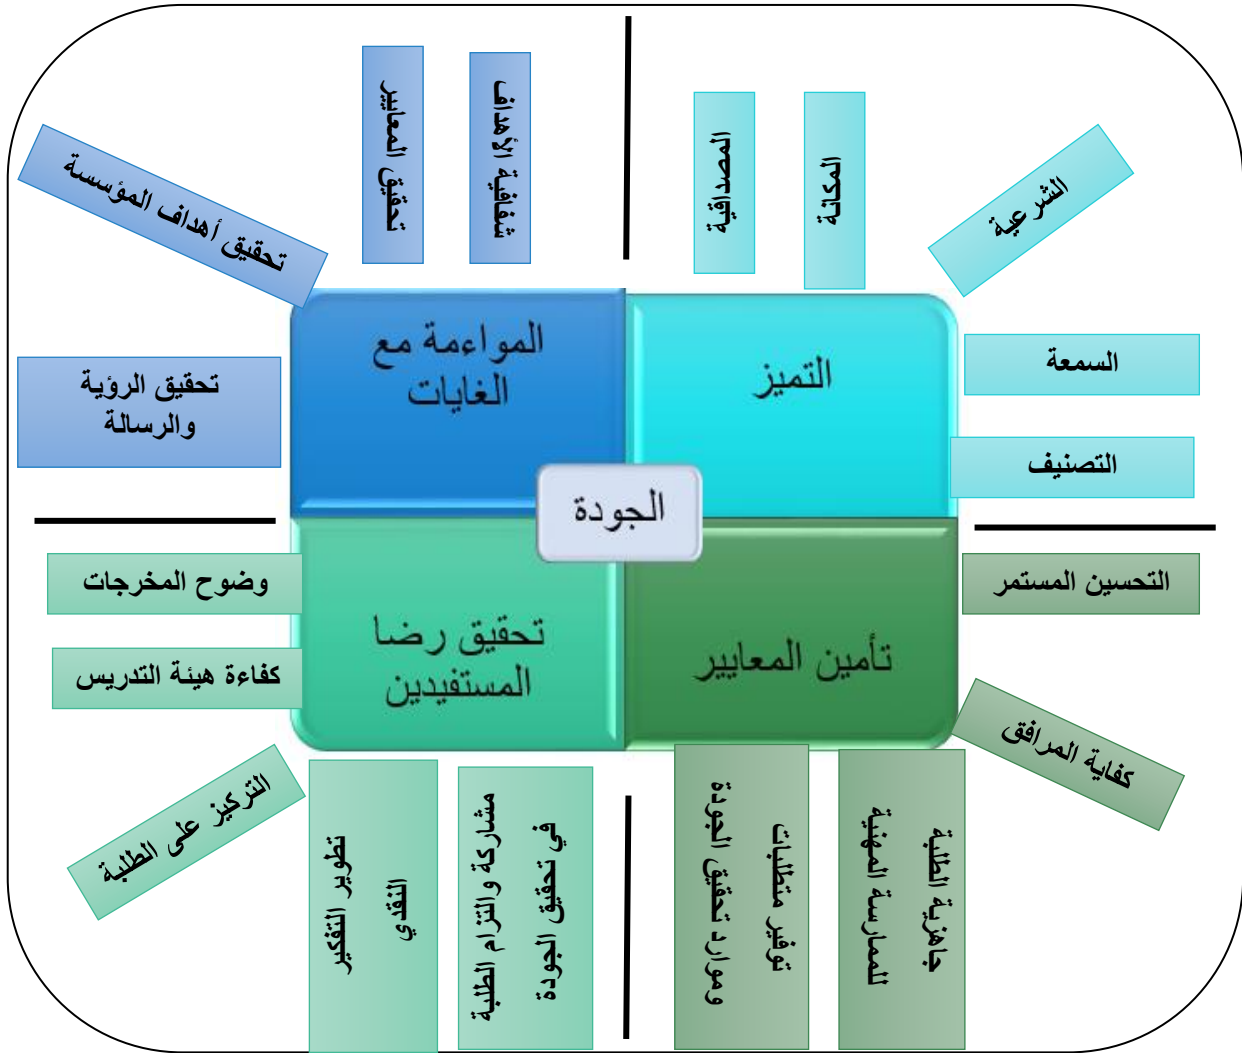 المصداقية
المكانة
الشرعية
السمعة
التصنيف
شفافية الأهداف
تحقيق المعايير
تحقيق أهداف المؤسسة
تحقيق الرؤية
والرسالة
التميز
المواءمة مع
الغايات
الجودة
تأمين المعايير
تحقيق رضا
المستفيدين
التحسين المستمر
كفاية المرافق
جاهزية الطلبة
للممارسة المهنية
توفير متطلبات
وموارد تحقيق الجودة
وضوح المخرجات
كفاءة هيئة التدريس
التركيز على الطلبة
تطوير التفكير
النقدي
مشاركة والتزام الطلبة
في تحقيق الجودة